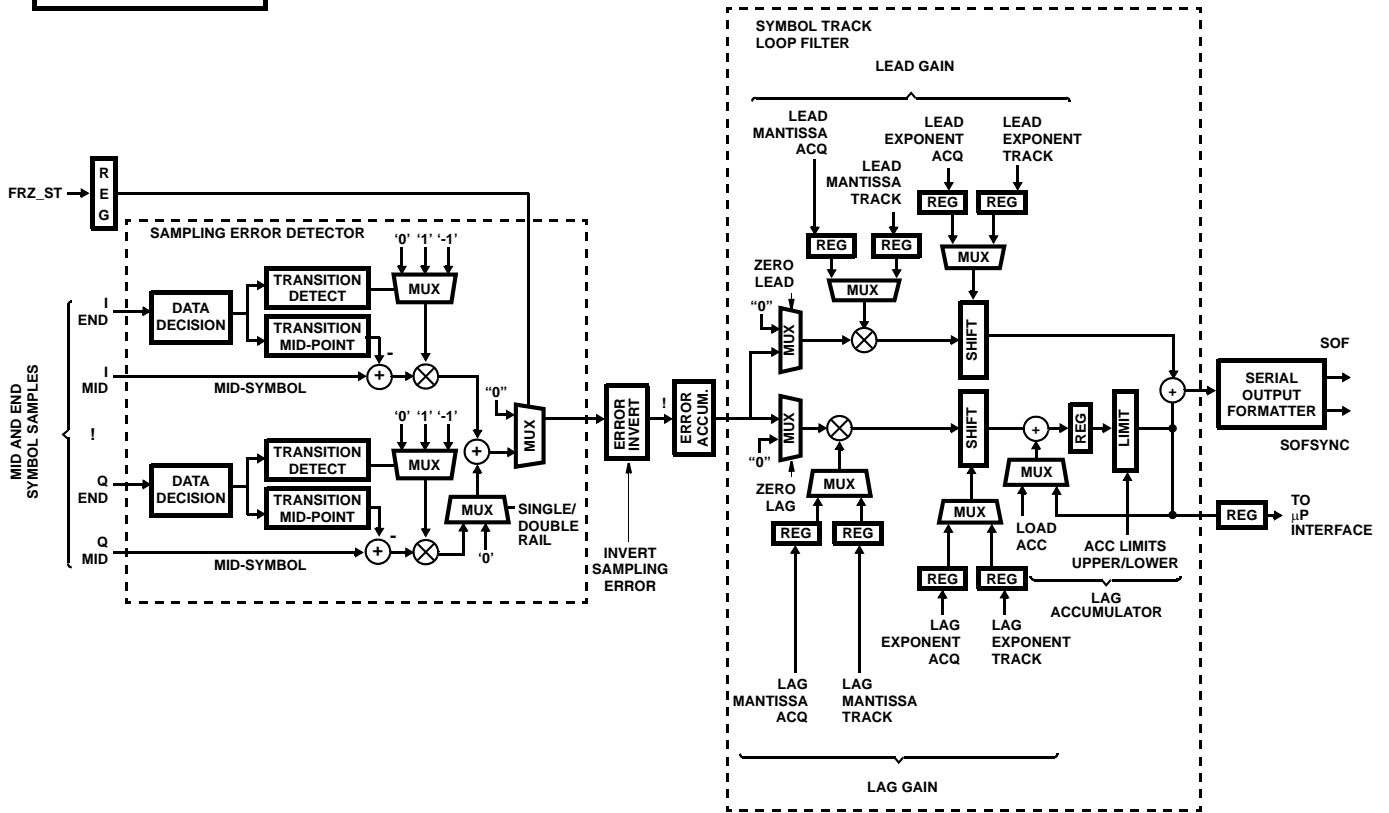 SYMBOL TRACK
LOOP FILTER
LEAD GAIN
LEAD
MANTISSA
ACQ
LEAD
EXPONENT
ACQ
LEAD
EXPONENT
TRACK
LEAD
MANTISSA
TRACK
REG
REG
REG
REG
MUX
MUX
ZERO
LEAD
“0”
MUX
SHIFT
FRZ_ST
R
E
G
SAMPLING ERROR DETECTOR
‘0’ ‘1’ ‘-1’
MUX
TRANSITION
DETECT
TRANSITION
MID-POINT
DATA
DECISION
I
END
I
MID
MID-SYMBOL
-
+
MID AND END
SYMBOL SAMPLES
!
‘0’ ‘1’ ‘-1’
MUX
TRANSITION
DETECT
TRANSITION
MID-POINT
DATA
DECISION
Q
END
Q
MID
MID-SYMBOL
-
+
+
“0”
MUX
MUX
SINGLE/
DOUBLE
RAIL
‘0’
ERROR
INVERT
!
ERROR
ACCUM.
INVERT
SAMPLING
ERROR
MUX
“0”
ZERO
LAG
MUX
REG
REG
LAG
MANTISSA
ACQ
LAG
MANTISSA
TRACK
SHIFT
MUX
REG
REG
LAG
EXPONENT
ACQ
LAG
EXPONENT
TRACK
+
REG
LIMIT
MUX
LOAD
ACC
ACC LIMITS
UPPER/LOWER
LAG
ACCUMULATOR
LAG GAIN
+
SERIAL
OUTPUT
FORMATTER
SOF
SOFSYNC
REG
TO
µP
INTERFACE